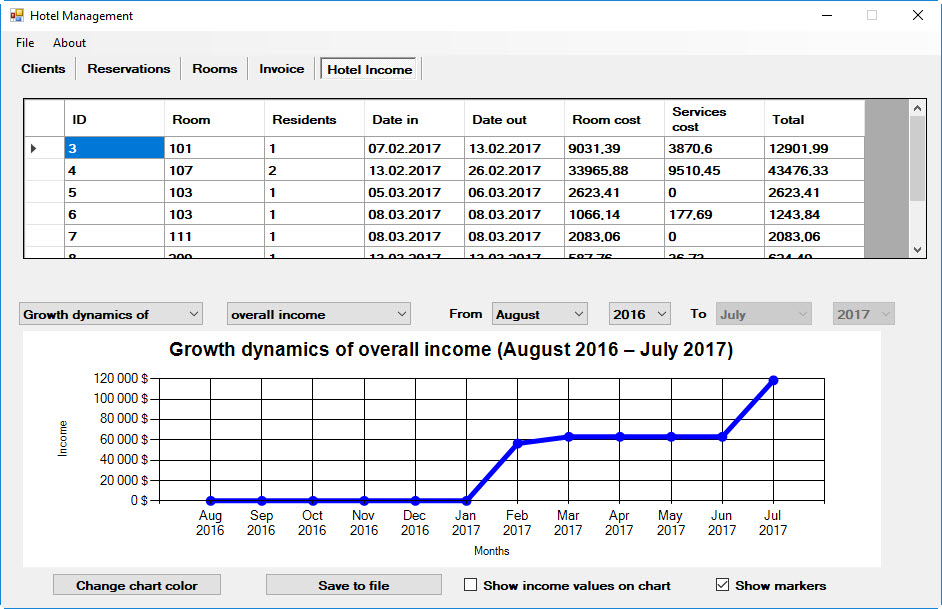 Hotel Management
File About
Clients Reservations Rooms Invoice Hotel Income
ID Room Residents Date in Date out Room cost Services cost Total
3 101 1 07.02.2017 13.02.2017 9031,39 3870,6 12901,99
4 107 2 13.02.2017 26.02.2017 33965,88 9510,45 43476,33
5 103 1 05.03.2017 06.03.2017 2623,41 0 2623,41
6 103 1 08.03.2017 08.03.2017 1066,14 177,69 1243,84
7 111 1 08.03.2017 08.03.2017 2083,06 0 2083,06
Growth dynamics of overall income From August 2016 To July 2017
Growth dynamics of overall income (August 2016 – July 2017)
120 000 $
100 000 $
80 000 $
60 000 $
40 000 $
20 000 $
0 $
Income
Aug Sep Oct Nov Dec Jan Feb Mar Apr May Jun Jul
2016 2016 2016 2016 2016 2017 2017 2017 2017 2017 2017 2017
Months
Change chart color Save to file Show income values on chart Show markers